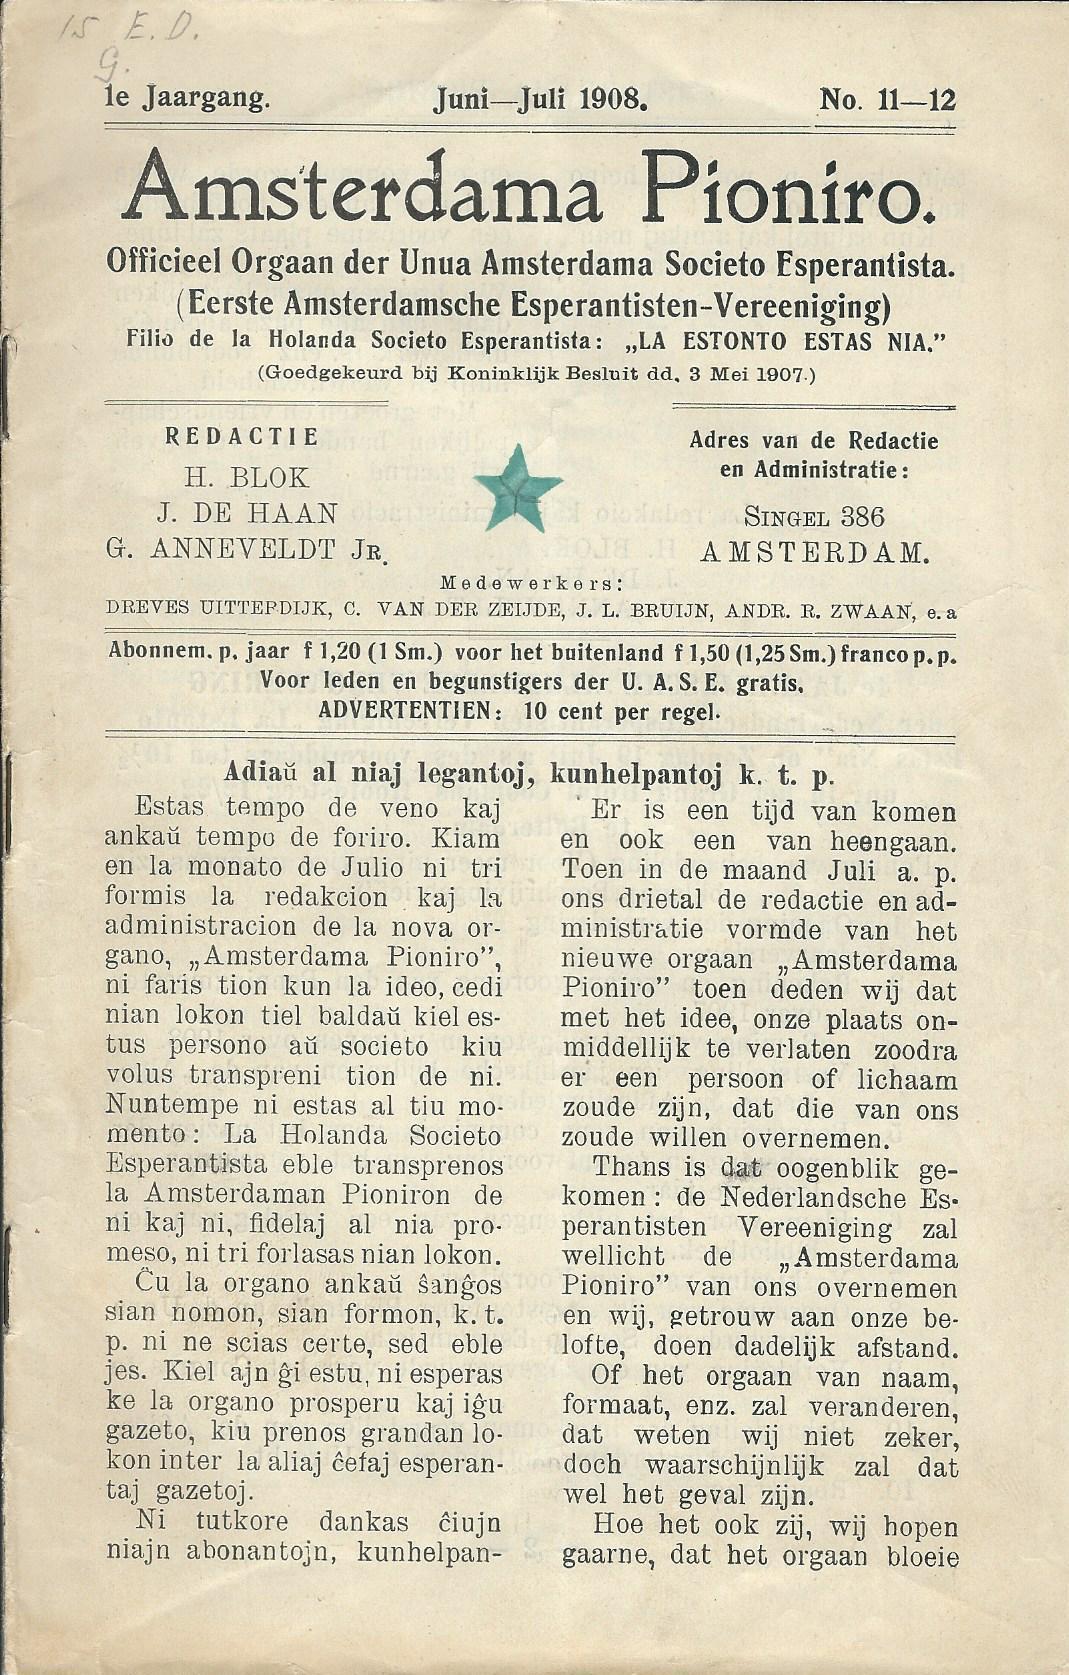 15 E. D.
G.
1e Jaargang. Juni—Juli 1908. No. 11—12
Amsterdama Pioniro.
Officieel Orgaan der Unua Amsterdama Societo Esperantista.
(Eerste Amsterdamsche Esperantisten-Vereeniging)
Filio de la Holanda Societo Esperantista: „LA ESTONTO ESTAS NIA.”
(Goedgekeurd bij Koninklijk Besluit dd. 3 Mei 1907.)
REDACTIE
H. BLOK
J. DE HAAN
G. ANNEVELDT JR.
Adres van de Redactie
en Administratie:
SINGEL 386
AMSTERDAM.
Medewerkers:
DREVES UITTERDIJK, C. VAN DER ZEIJDE, J. L. BRUIJN, ANDR. R. ZWAAN, e. a
Abonnem. p. jaar f 1,20 (1 Sm.) voor het buitenland f 1,50 (1,25 Sm.) franco p. p.
Voor leden en begunstigers der U. A. S. E. gratis.
ADVERTENTIEN: 10 cent per regel.
Adiaŭ al niaj legantoj, kunhelpantoj k. t. p.
Estas tempo de veno kaj
ankaŭ tempo de foriro. Kiam
en la monato de Julio ni tri
formis la redakcion kaj la
administracion de la nova or-
gano, „Amsterdama Pioniro”,
ni faris tion kun la ideo, cedi
nian lokon tiel baldaŭ kiel es-
tus persono aŭ societo kiu
volus transpreni tion de ni.
Nuntempe ni estas al tiu mo-
mento: La Holanda Societo
Esperantista eble transprenos
la Amsterdaman Pioniron de
ni kaj ni, fidelaj al nia pro-
meso, ni tri forlasas nian lokon.
Ĉu la organo ankaŭ ŝanĝos
sian nomon, sian formon, k. t.
p. ni ne scias certe, sed eble
jes. Kiel ajn ĝi estu, ni esperas
ke la organo prosperu kaj iĝu
gazeto, kiu prenos grandan lo-
kon inter la aliaj ĉefaj esperan-
taj gazetoj.
Ni tutkore dankas ĉiujn
niajn abonantojn, kunhelpan-
Er is een tijd van komen
en ook een van heengaan.
Toen in de maand Juli a. p.
ons drietal de redactie en ad-
ministratie vormde van het
nieuwe orgaan „Amsterdama
Pioniro” toen deden wij dat
met het idee, onze plaats on-
middellijk te verlaten zoodra
er een persoon of lichaam
zoude zijn, dat die van ons
zoude willen overnemen.
Thans is dat oogenblik ge-
komen: de Nederlandsche Es-
perantisten Vereeniging zal
wellicht de „Amsterdama
Pioniro” van ons overnemen
en wij, getrouw aan onze be-
lofte, doen dadelijk afstand.
Of het orgaan van naam,
formaat, enz. zal veranderen,
dat weten wij niet zeker,
doch waarschijnlijk zal dat
wel het geval zijn.
Hoe het ook zij, wij hopen
gaarne, dat het orgaan bloeie